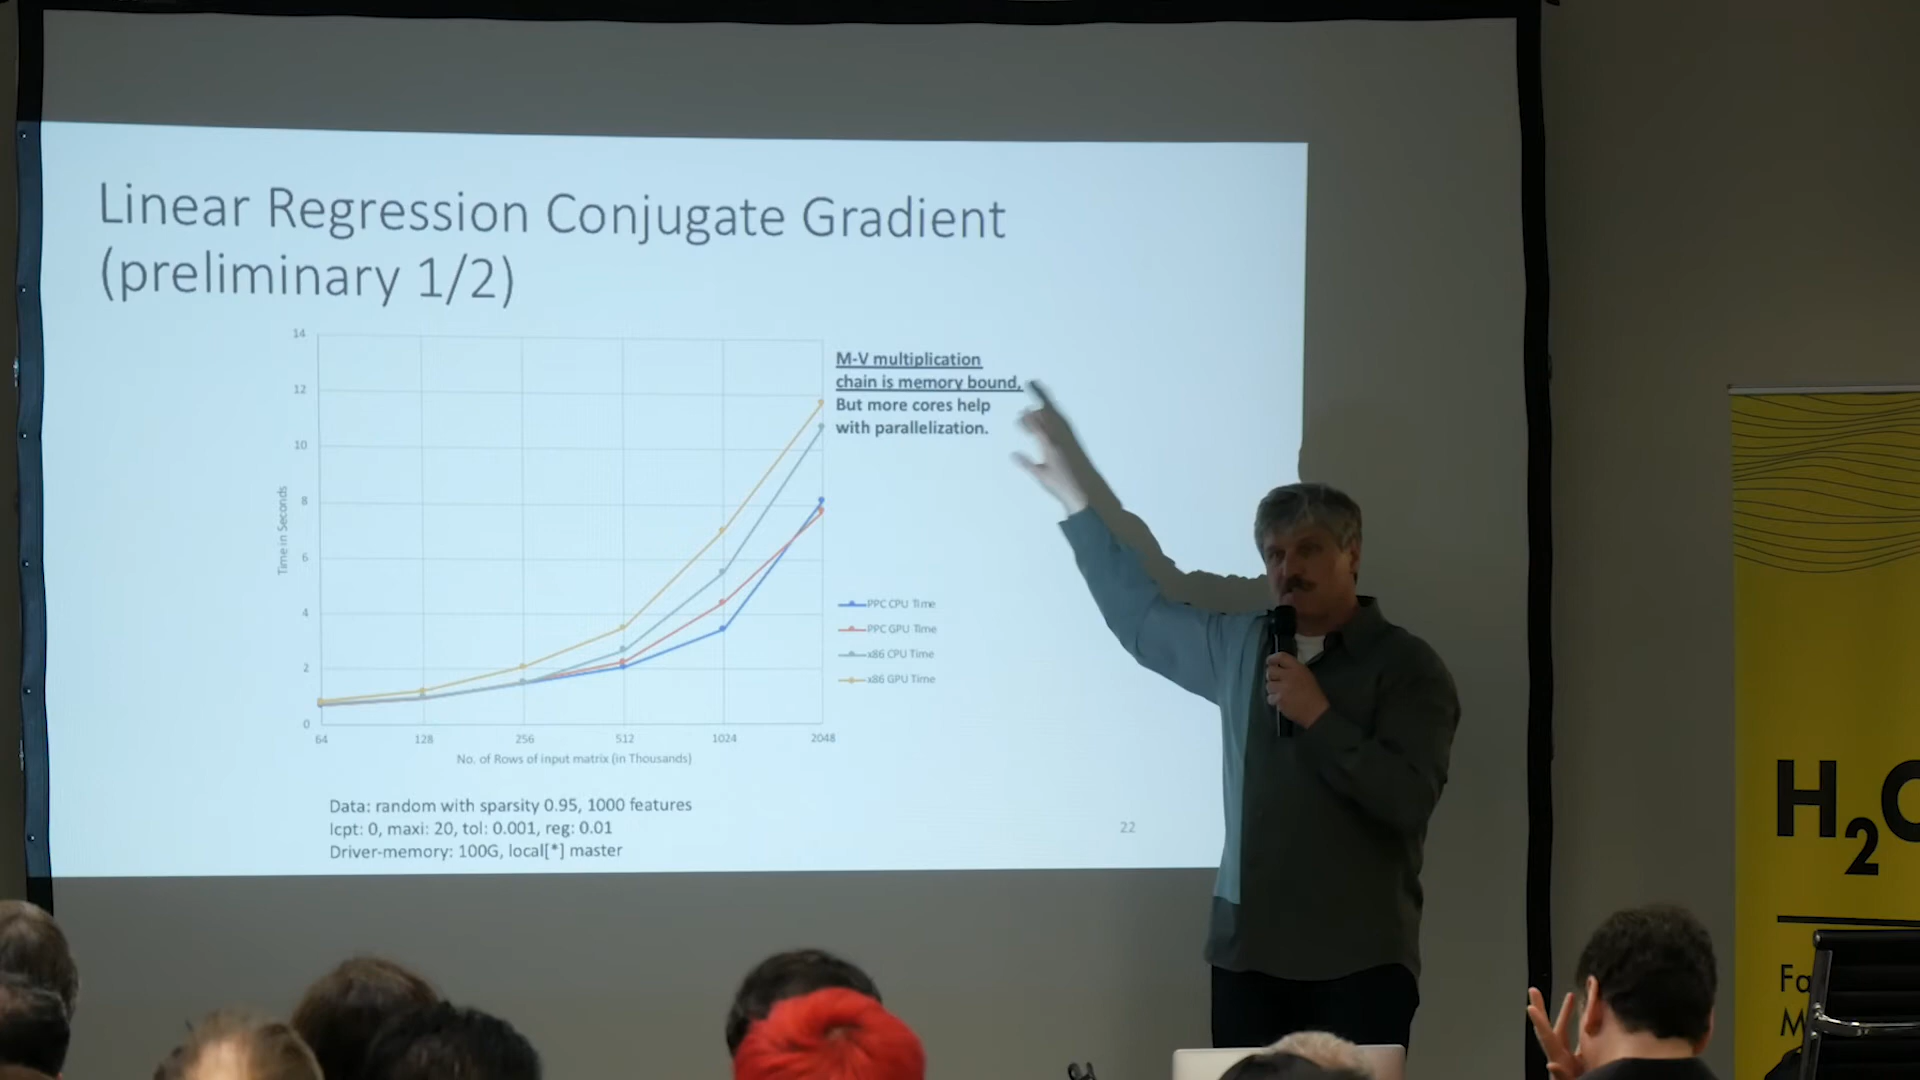 Linear Regression Conjugate Gradient
(preliminary 1/2)
14
12
10
8
6
4
2
0
Time in Seconds
64 128 256 512 1024 2048
No. of Rows of input matrix (in Thousands)
M-V multiplication
chain is memory bound,
But more cores help
with parallelization.
PPC CPU Time
PPC GPU Time
x86 CPU Time
x86 GPU Time
Data: random with sparsity 0.95, 1000 features
Icpt: 0, maxi: 20, tol: 0.001, reg: 0.01
Driver-memory: 100G, local[*] master
22
H2O